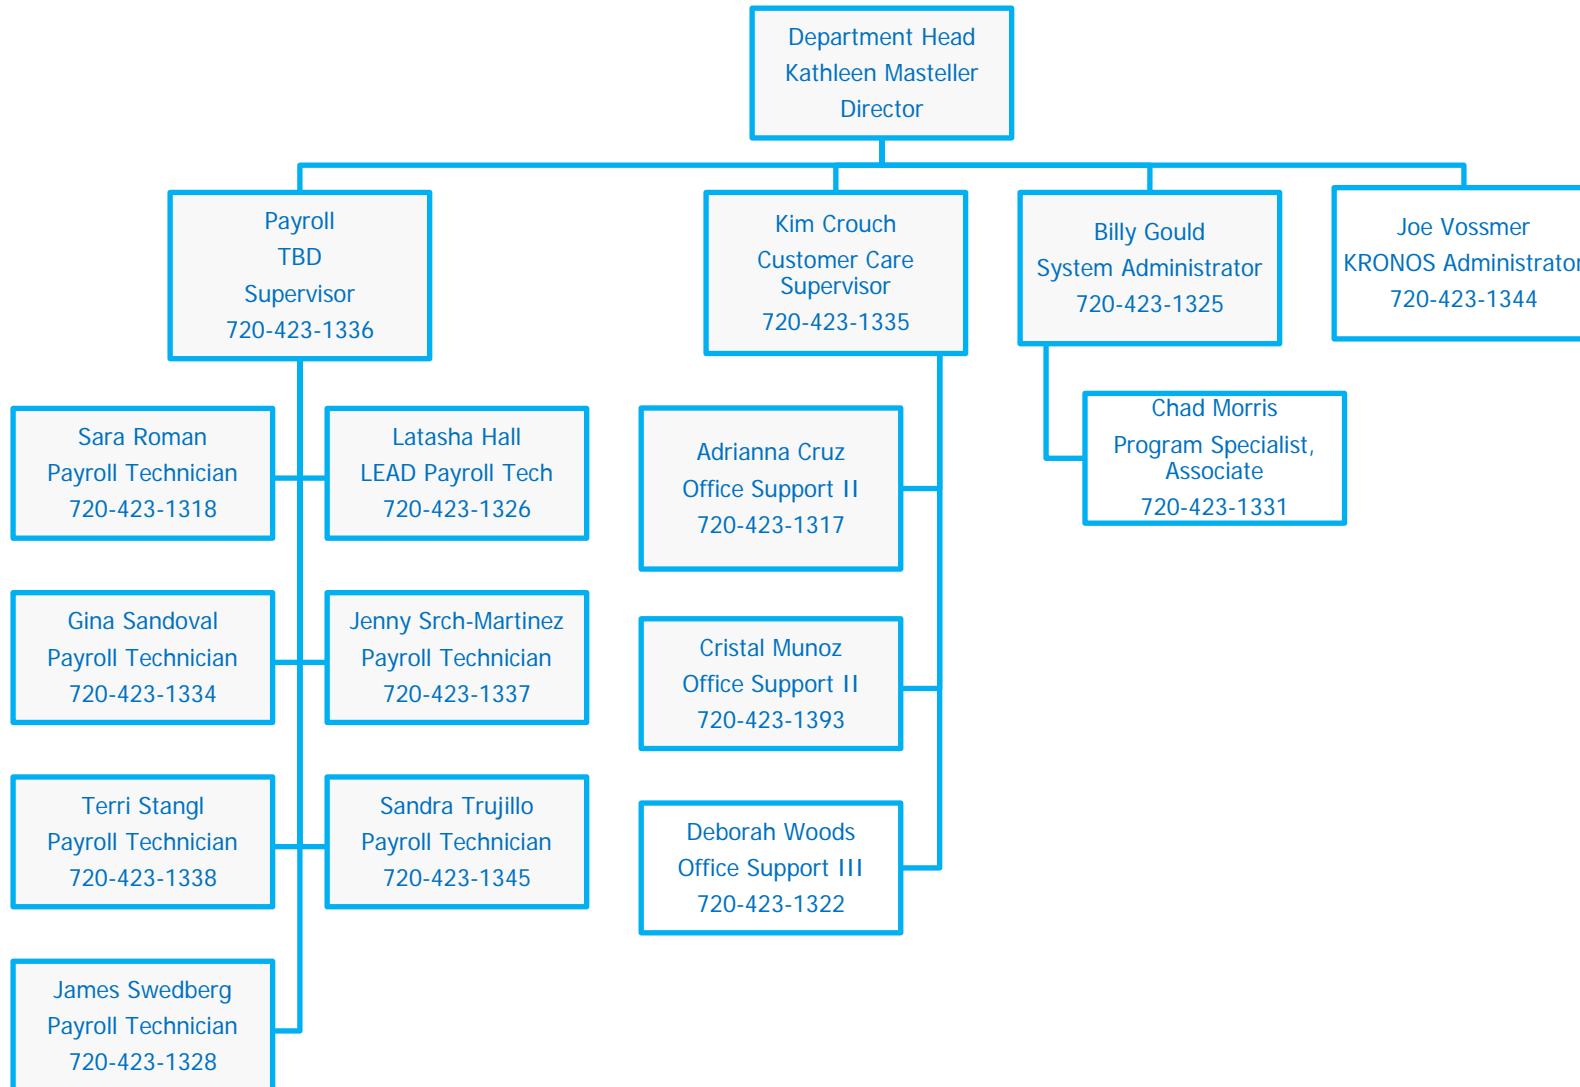 Department Head
Kathleen Masteller
Director
Payroll
TBD
Supervisor
720-423-1336
Kim Crouch
Customer Care
Supervisor
720-423-1335
Billy Gould
System Administrator
720-423-1325
Joe Vossmer
KRONOS Administrator
720-423-1344
Sara Roman
Payroll Technician
720-423-1318
Latasha Hall
LEAD Payroll Tech
720-423-1326
Gina Sandoval
Payroll Technician
720-423-1334
Jenny Srch-Martinez
Payroll Technician
720-423-1337
Terri Stangl
Payroll Technician
720-423-1338
Sandra Trujillo
Payroll Technician
720-423-1345
James Swedberg
Payroll Technician
720-423-1328
Adrianna Cruz
Office Support II
720-423-1317
Cristal Munoz
Office Support II
720-423-1393
Deborah Woods
Office Support III
720-423-1322
Chad Morris
Program Specialist,
Associate
720-423-1331